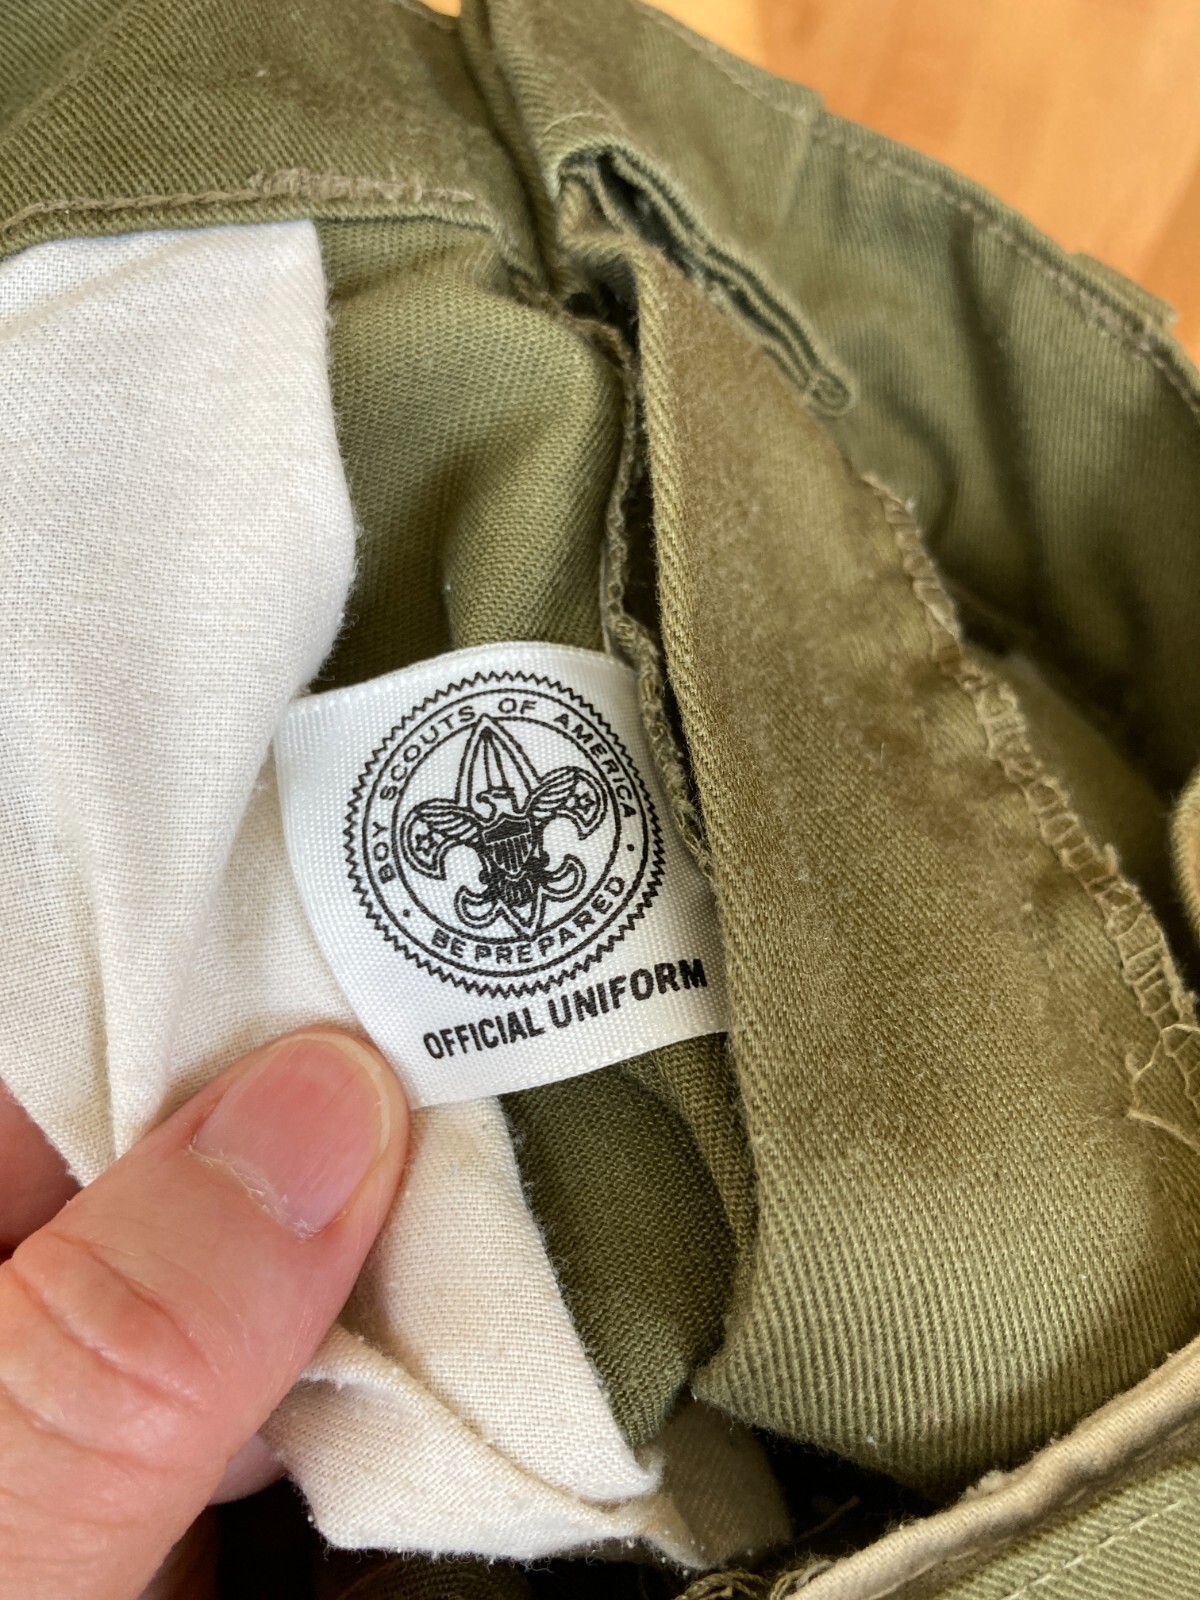 BOY SCOUTS OF AMERICA
• BE PREPARED •
OFFICIAL UNIFORM